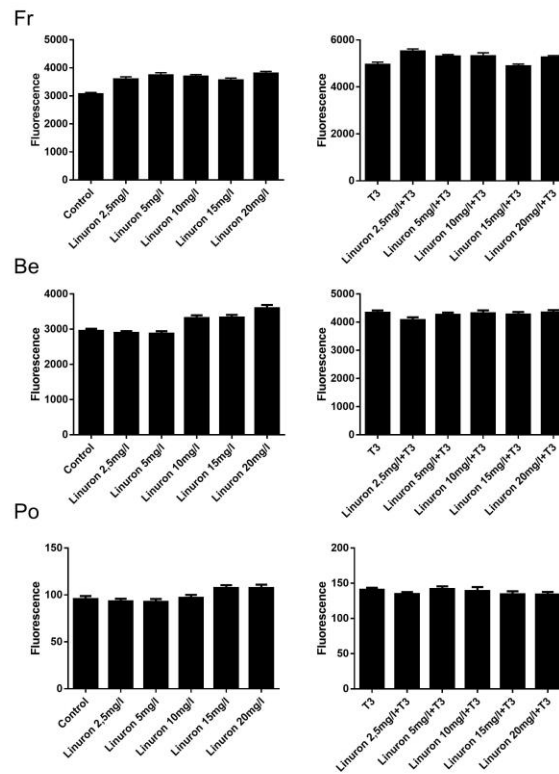 Fr
Fluorescence
5000
4000
3000
2000
1000
0
Control
Linuron 2,5mg/l
Linuron 5mg/l
Linuron 10mg/l
Linuron 15mg/l
Linuron 20mg/l
Fluorescence
6000
4000
2000
0
T3
Linuron 2,5mg/l+T3
Linuron 5mg/l+T3
Linuron 10mg/l+T3
Linuron 15mg/l+T3
Linuron 20mg/l+T3
Be
Fluorescence
4000
3000
2000
1000
0
Control
Linuron 2,5mg/l
Linuron 5mg/l
Linuron 10mg/l
Linuron 15mg/l
Linuron 20mg/l
Fluorescence
5000
4000
3000
2000
1000
0
T3
Linuron 2,5mg/l+T3
Linuron 5mg/l+T3
Linuron 10mg/l+T3
Linuron 15mg/l+T3
Linuron 20mg/l+T3
Po
Fluorescence
150
100
50
0
Control
Linuron 2,5mg/l
Linuron 5mg/l
Linuron 10mg/l
Linuron 15mg/l
Linuron 20mg/l
Fluorescence
200
150
100
50
0
T3
Linuron 2,5mg/l+T3
Linuron 5mg/l+T3
Linuron 10mg/l+T3
Linuron 15mg/l+T3
Linuron 20mg/l+T3